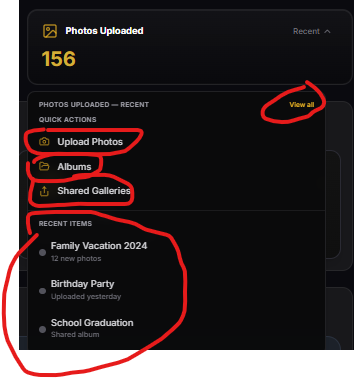 Photos Uploaded
Recent
156
PHOTOS UPLOADED — RECENT
View all
QUICK ACTIONS
Upload Photos
Albums
Shared Galleries
RECENT ITEMS
Family Vacation 2024
12 new photos
Birthday Party
Uploaded yesterday
School Graduation
Shared album